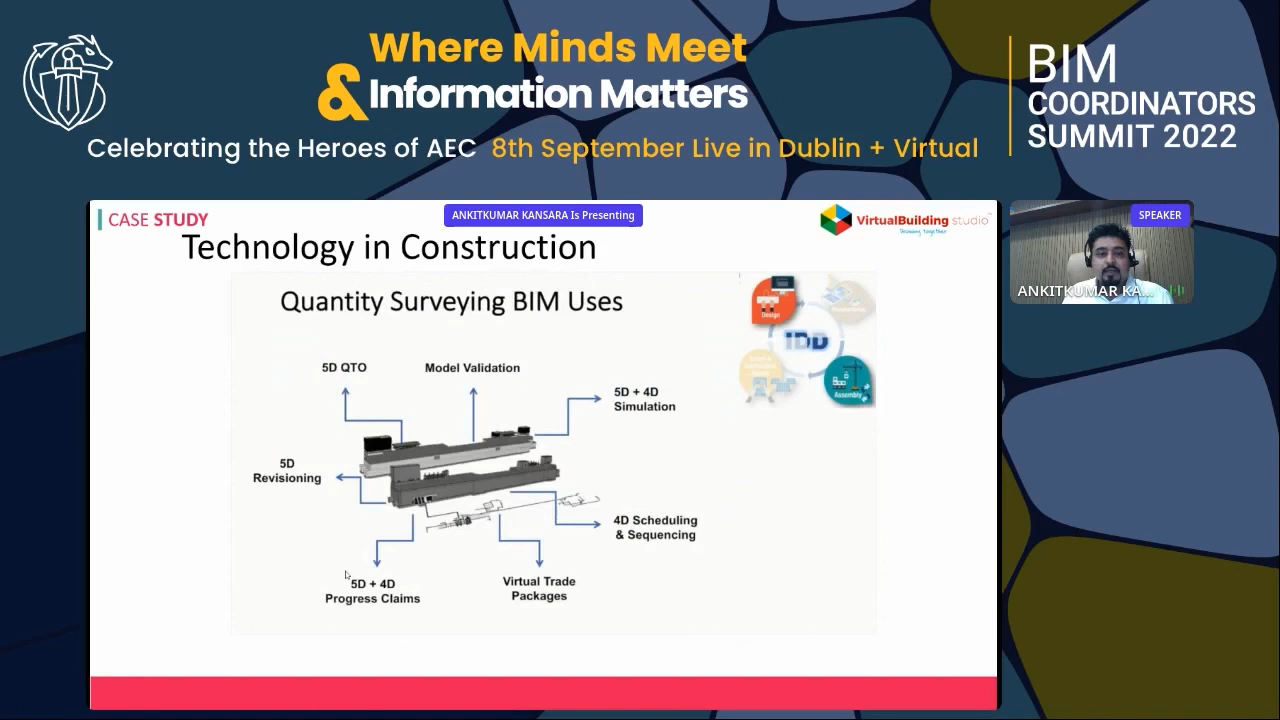 Where Minds Meet
& Information Matters
Celebrating the Heroes of AEC 8th September Live in Dublin + Virtual
BIM
COORDINATORS
SUMMIT 2022
CASE STUDY
ANKITKUMAR KANSARA Is Presenting
VirtualBuilding studio
SPEAKER
ANKITKUMAR KA...
Technology in Construction
Quantity Surveying BIM Uses
Design
IDD
Assembly
5D QTO
Model Validation
5D + 4D
Simulation
5D
Revisioning
4D Scheduling
& Sequencing
5D + 4D
Progress Claims
Virtual Trade
Packages